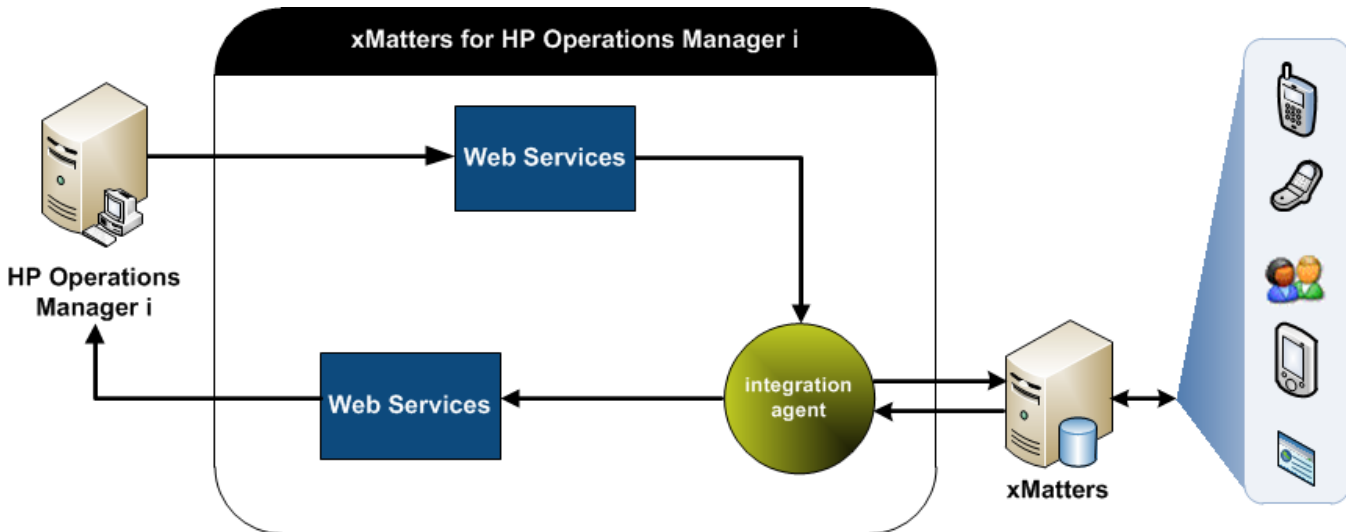 xMatters for HP Operations Manager i
Web Services
HP Operations
Manager i
Web Services
integration
agent
xMatters